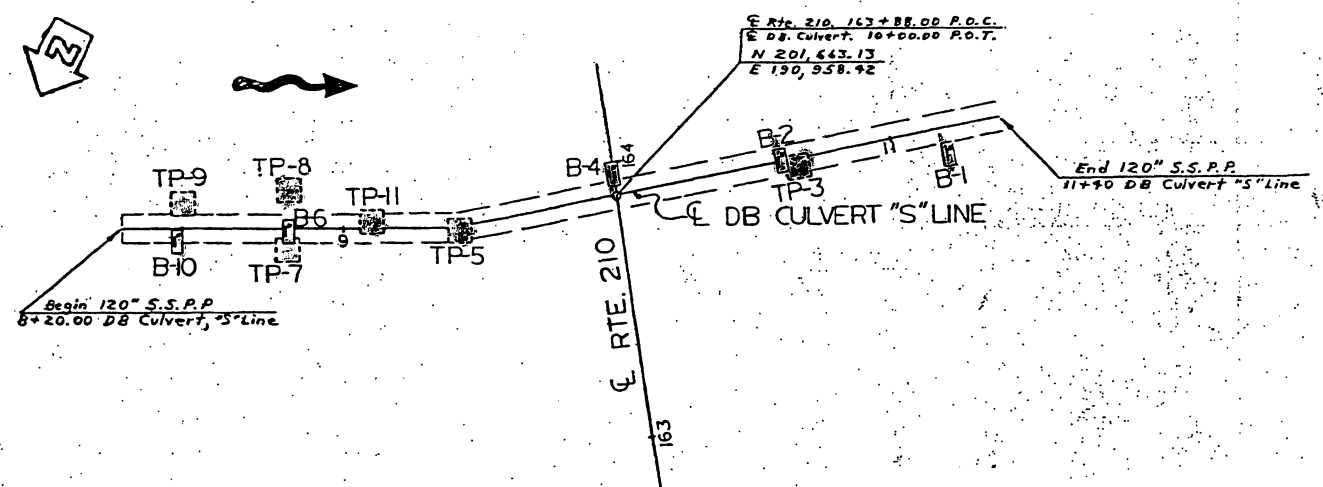 N
℄ Rte. 210, 163+88.00 P.O.C.
℄ DB. Culvert. 10+00.00 P.O.T.
N 201,663.13
E 190,958.42
B-4
164
B-2
TP-3
11
B-1
End 120" S.S.P.P.
11+40 DB Culvert "S" Line
℄ DB CULVERT "S" LINE
TP-9
TP-8
B-6
TP-11
9
TP-5
B-10
TP-7
Begin 120" S.S.P.P
8+20.00 DB Culvert, "S" Line
℄ RTE. 210
163